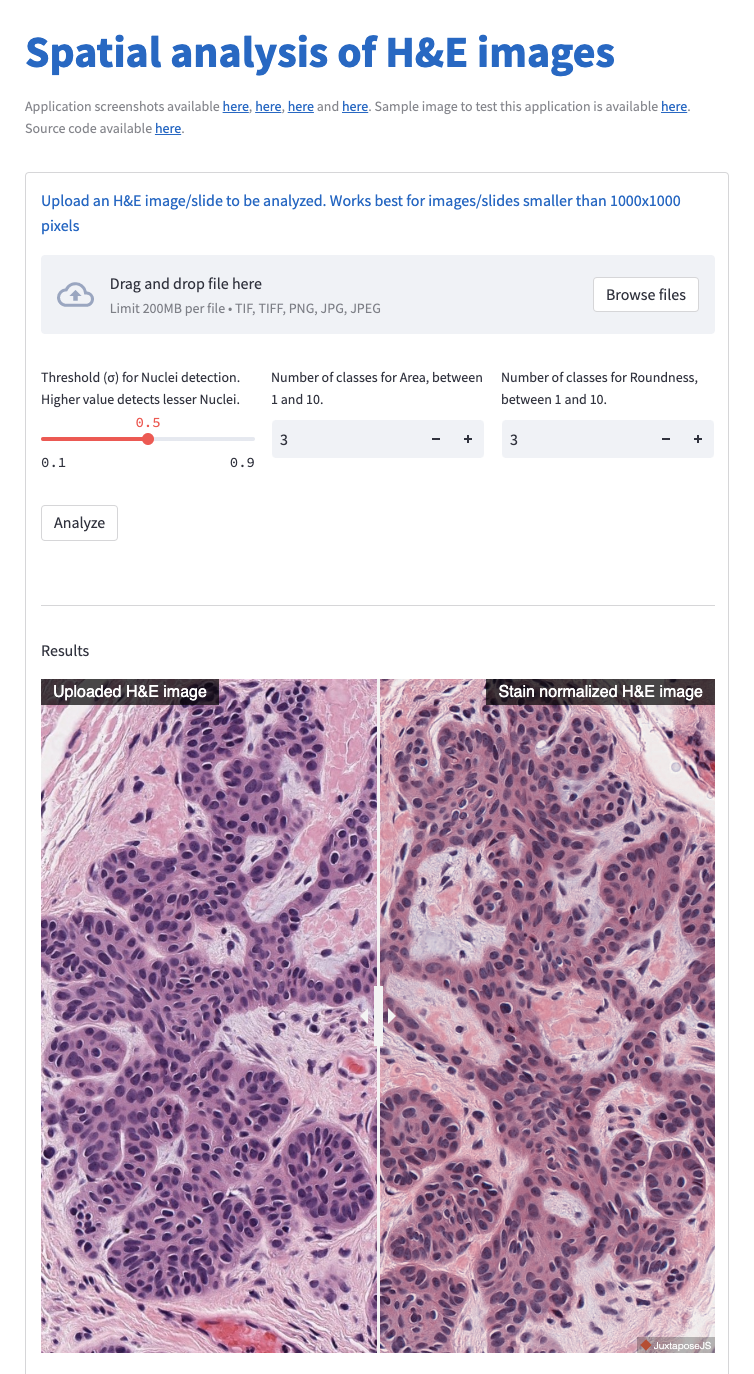 Spatial analysis of H&E images
Application screenshots available here, here, here and here. Sample image to test this application is available here.
Source code available here.
Upload an H&E image/slide to be analyzed. Works best for images/slides smaller than 1000x1000
pixels
Drag and drop file here
Limit 200MB per file • TIF, TIFF, PNG, JPG, JPEG
Browse files
Threshold (σ) for Nuclei detection.
Higher value detects lesser Nuclei.
0.5
0.1
0.9
Number of classes for Area, between
1 and 10.
3
Number of classes for Roundness,
between 1 and 10.
3
Analyze
Results
Uploaded H&E image
Stain normalized H&E image
JuxtaposeJS